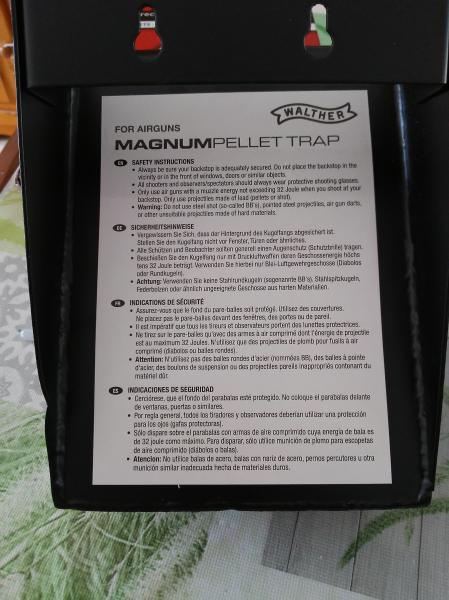 WALTHER
FOR AIRGUNS
MAGNUMPELLET TRAP
EN SAFETY INSTRUCTIONS
• Always be sure your backstop is adequately secured. Do not place the backstop in the
vicinity or in the front of windows, doors or similar objects.
• All shooters and observers/spectators should always wear protective shooting glasses.
• Only use air guns with a muzzle energy not exceeding 32 Joule when you shoot at your
backstop. Only use projectiles made of lead (pellets or shot).
• Warning: Do not use steel shot (so-called BB's), pointed steel projectiles, air gun darts,
or other unsuitable projectiles made of hard materials.
DE SICHERHEITSHINWEISE
• Vergewissern Sie Sich, dass der Hintergrund des Kugelfangs abgesichert ist.
Stellen Sie den Kugelfang nicht vor Fenster, Türen oder ähnliches.
• Alle Schützen und Beobachter sollten generell einen Augenschutz (Schutzbrille) tragen.
• Beschießen Sie den Kugelfang nur mit Druckluftwaffen deren Geschossenergie höchs
tens 32 Joule beträgt. Verwenden Sie hierbei nur Blei-Luftgewehrgeschosse (Diabolos
oder Rundkugeln).
• Achtung: Verwenden Sie keine Stahlrundkugeln (sogenannte BB's), Stahlspitzkugeln,
Federbolzen oder ähnlich ungeeignete Geschosse aus harten Materialien.
FR INDICATIONS DE SÉCURITÉ
• Assurez-vous que le fond du pare-balles soit protégé. Utilisez des couvertures.
Ne placez pas le pare-balles devant des fenêtres, des portes ou de pareil.
• Il est impératif que tous les tireurs et observateurs portent des lunettes protectrices.
• Ne tirez sur le pare-balles qu'avec des armes à air comprimé dont l'énergie de projectile
est au maximum 32 Joules. N'utilisez que des projectiles de plomb pour fusils à air
comprimé (diabolos ou balles rondes).
• Attention: N'utilisez pas des balles rondes d'acier (nommées BB), des balles à pointe
d'acier, des boulons de suspension ou des projectiles pareils inappropriés contenant du
matériel dur.
ES INDICACIONES DE SEGURIDAD
• Cerciórese, que el fondo del parabalas esté protegido. No coloque el parabalas delante
de ventanas, puertas o similares.
• Por regla general, todos los tiradores y observadores deberían utilizar una protección
para los ojos (gafas protectoras).
• Sólo dispare sobre el parabalas con armas de aire comprimido cuya energía de bala es
de 32 joule como máximo. Para disparar, sólo utilice munición de plomo para escopetas
de aire comprimido (diábolos o balas).
• Atencion: No utilice balas de acero, balas con nariz de acero, pernos percutores u otra
munición similar inadecuada hecha de materiales duros.